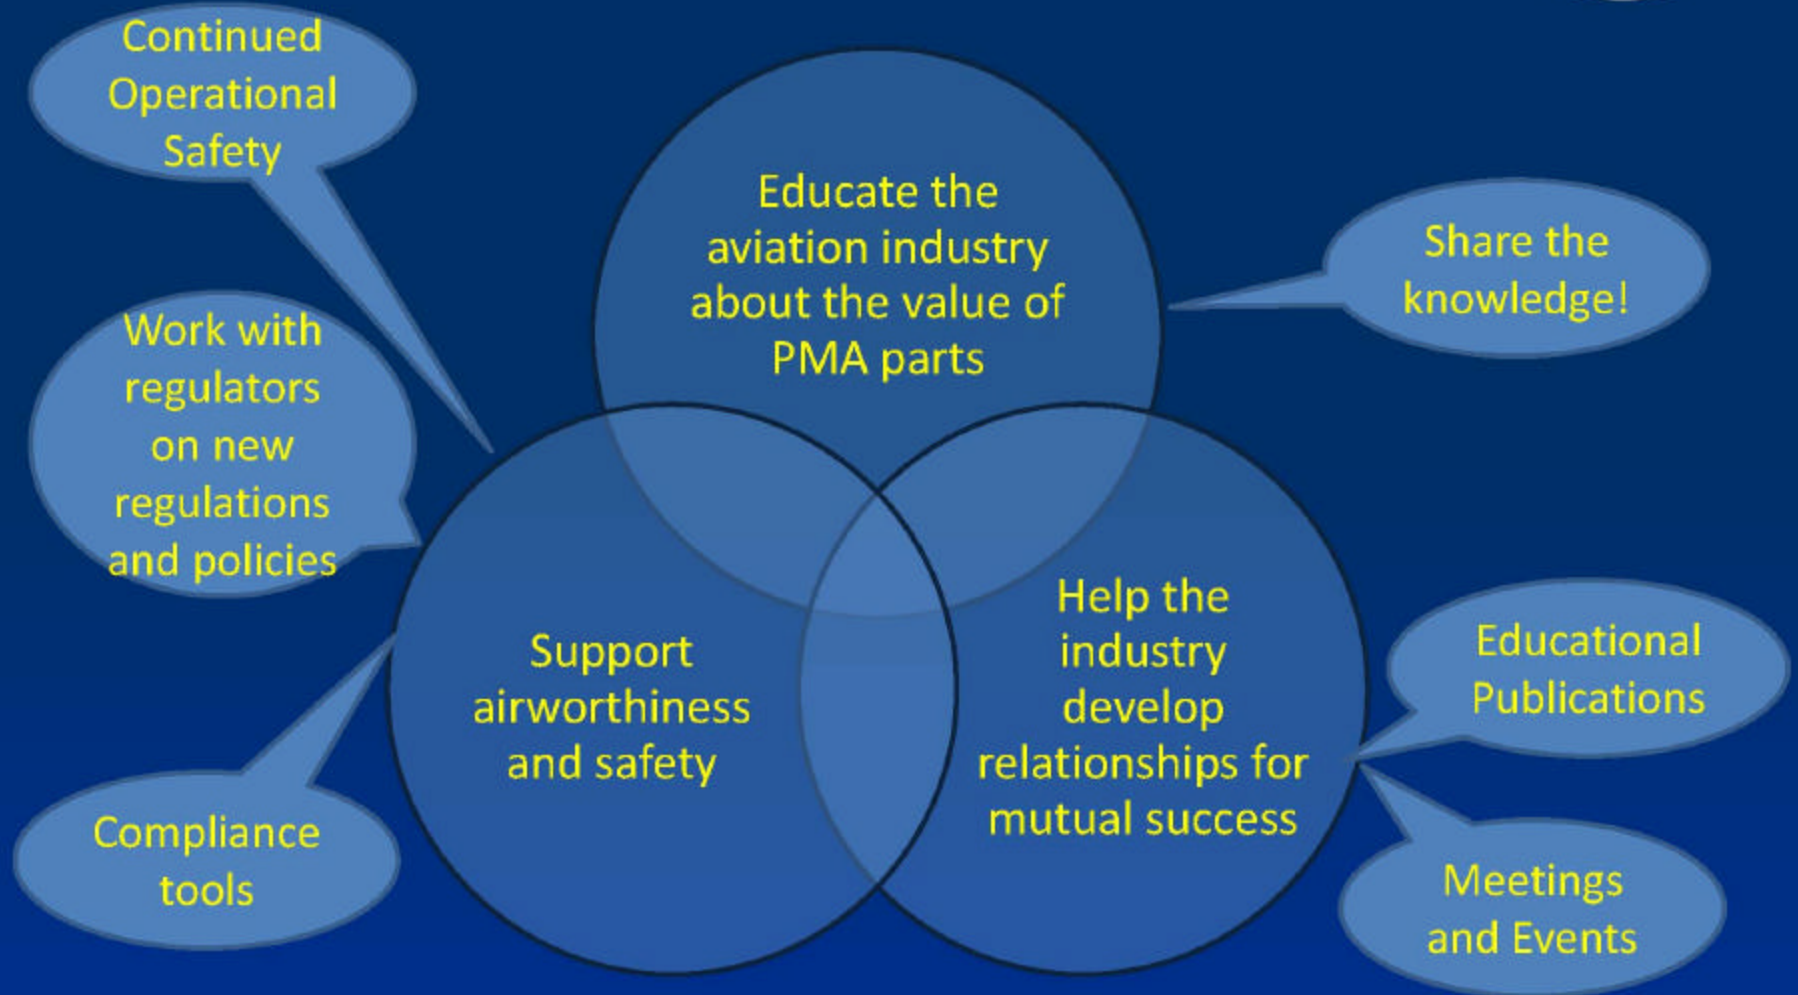 Continued
Operational
Safety
Educate the
aviation industry
about the value of
PMA parts
Share the
knowledge!
Work with
regulators
on new
regulations
and policies
Support
airworthiness
and safety
Help the
industry
develop
relationships for
mutual success
Educational
Publications
Compliance
tools
Meetings
and Events